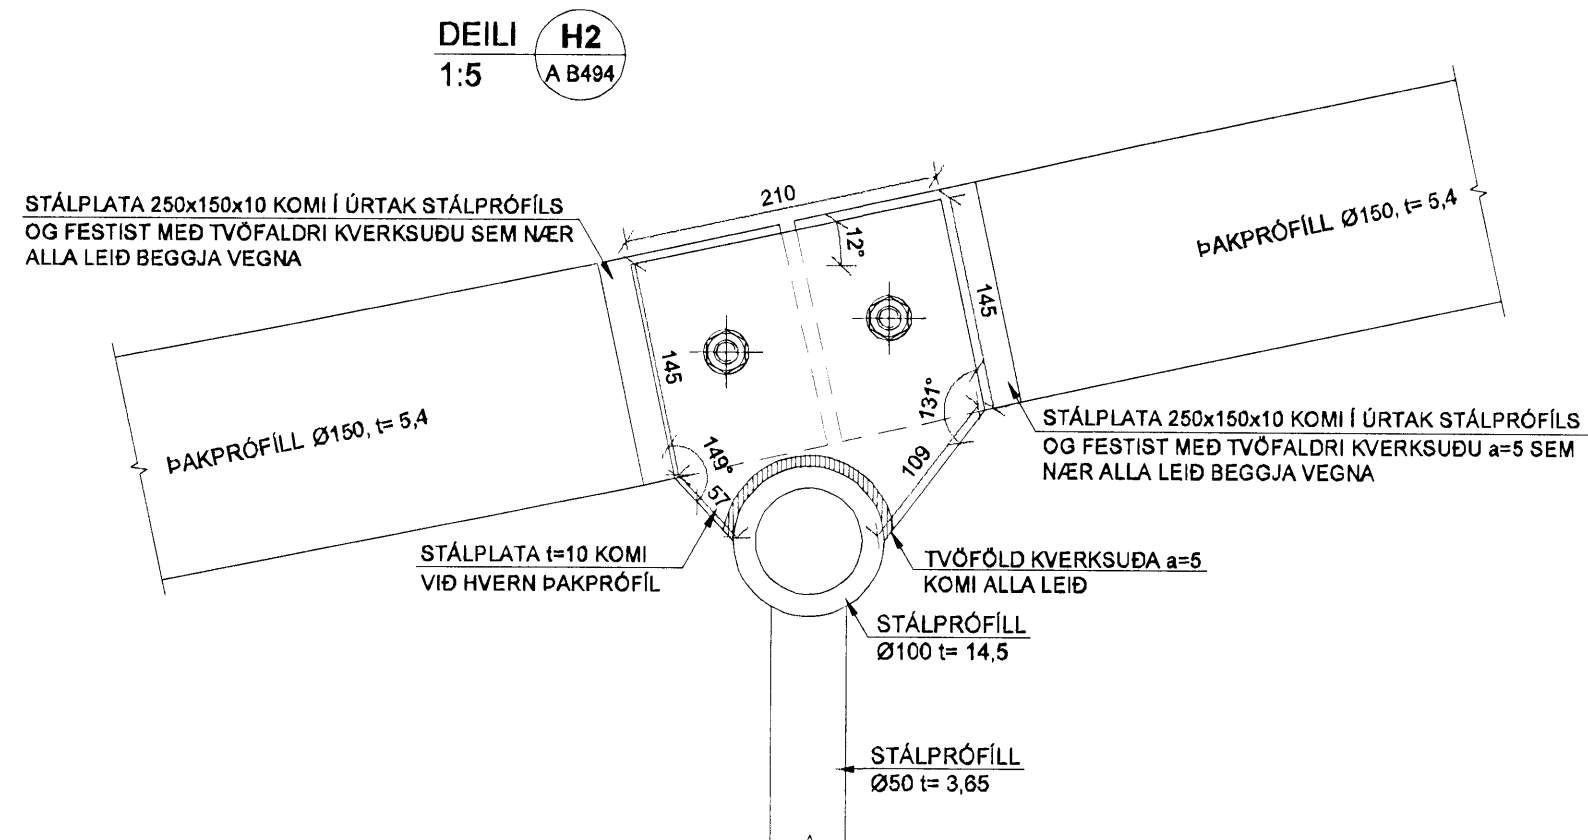 DEILI
1:5
H2
A B494
STÁLPLATA 250x150x10 KOMI Í ÚRTAK STÁLPRÓFÍLS
OG FESTIST MEÐ TVÖFALDRI KVERKSUÐU SEM NÆR
ALLA LEIÐ BEGGJA VEGNA
210
12°
145
145
ÞAKPRÓFÍLL Ø150, t= 5,4
ÞAKPRÓFÍLL Ø150, t= 5,4
131°
149°
109
57
STÁLPLATA 250x150x10 KOMI Í ÚRTAK STÁLPRÓFÍLS
OG FESTIST MEÐ TVÖFALDRI KVERKSUÐU a=5 SEM
NÆR ALLA LEIÐ BEGGJA VEGNA
STÁLPLATA t=10 KOMI
VIÐ HVERN ÞAKPRÓFÍL
TVÖFÖLD KVERKSUÐA a=5
KOMI ALLA LEIÐ
STÁLPRÓFÍLL
Ø100 t= 14,5
STÁLPRÓFÍLL
Ø50 t= 3,65